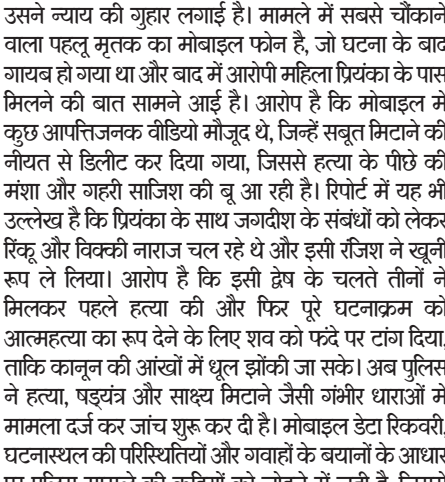 उसने न्याय की गुहार लगाई है। मामले में सबसे चौंकाने
वाला पहलू मृतक का मोबाइल फोन है, जो घटना के बाद
गायब हो गया था और बाद में आरोपी महिला प्रियंका के पास
मिलने की बात सामने आई है। आरोप है कि मोबाइल में
कुछ आपत्तिजनक वीडियो मौजूद थे, जिन्हें सबूत मिटाने की
नीयत से डिलीट कर दिया गया, जिससे हत्या के पीछे की
मंशा और गहरी साजिश की बू आ रही है। रिपोर्ट में यह भी
उल्लेख है कि प्रियंका के साथ जगदीश के संबंधों को लेकर
रिंकू और विक्की नाराज चल रहे थे और इसी रंजिश ने खूनी
रूप ले लिया। आरोप है कि इसी द्वेष के चलते तीनों ने
मिलकर पहले हत्या की और फिर पूरे घटनाक्रम को
आत्महत्या का रूप देने के लिए शव को फंदे पर टांग दिया,
ताकि कानून की आंखों में धूल झोंकी जा सके। अब पुलिस
ने हत्या, षड्यंत्र और साक्ष्य मिटाने जैसी गंभीर धाराओं में
मामला दर्ज कर जांच शुरू कर दी है। मोबाइल डेटा रिकवरी,
घटनास्थल की परिस्थितियों और गवाहों के बयानों के आधार